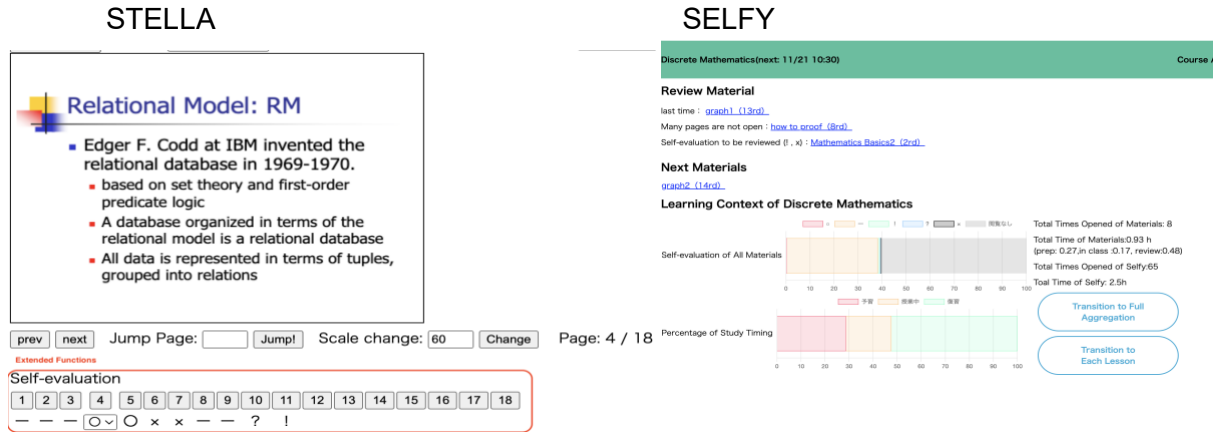 STELLA
Relational Model: RM
Edger F. Codd at IBM invented the
relational database in 1969-1970.
based on set theory and first-order
predicate logic
A database organized in terms of the
relational model is a relational database
All data is represented in terms of tuples,
grouped into relations
prev next Jump Page: Jump! Scale change: 60 Change Page: 4 / 18
Extended Functions
Self-evaluation
1 2 3 4 5 6 7 8 9 10 11 12 13 14 15 16 17 18
— — — ○ ○ × × — — ? !
SELFY
Discrete Mathematics(next: 11/21 10:30) Course A
Review Material
last time : graph1 (13rd)
Many pages are not open : how to proof (8rd)
Self-evaluation to be reviewed (! , x) : Mathematics Basics2 (2rd)
Next Materials
graph2 (14rd)
Learning Context of Discrete Mathematics
— ! ? × 閲覧なし
Self-evaluation of All Materials
0 10 20 30 40 50 60 70 80 90 100
予習 授業中 復習
Percentage of Study Timing
0 10 20 30 40 50 60 70 80 90 100
Total Times Opened of Materials: 8
Total Time of Materials:0.93 h
(prep: 0.27,in class :0.17, review:0.48)
Total Times Opened of Selfy:65
Toal Time of Selfy: 2.5h
Transition to Full
Aggregation
Transition to
Each Lesson